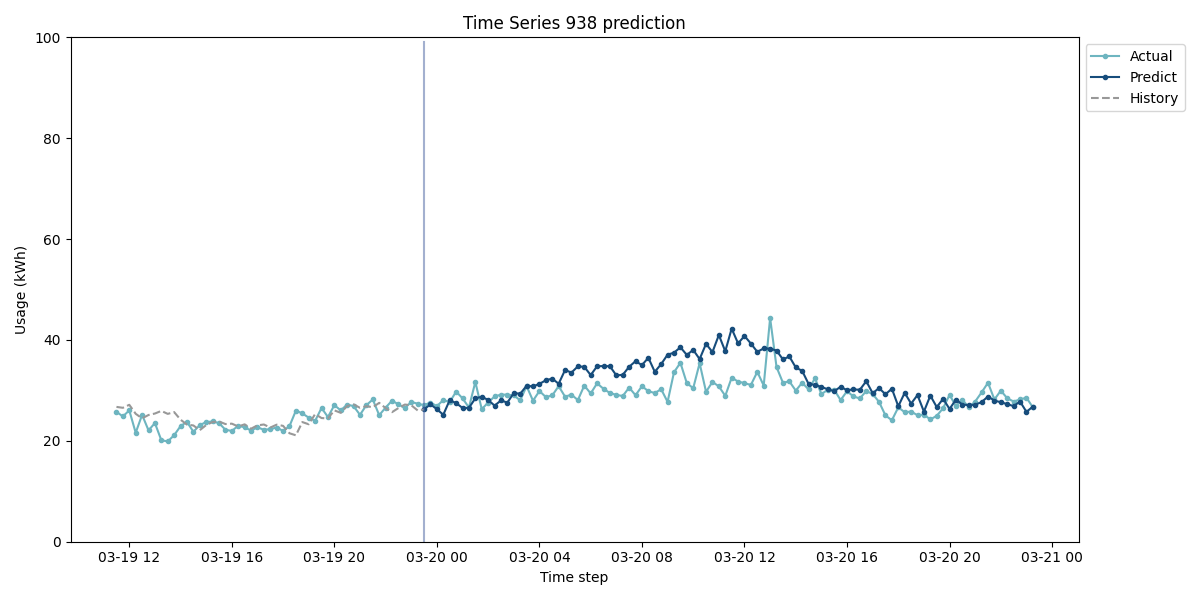 Time Series 938 prediction
Usage (kWh)
100
80
60
40
20
0
03-19 12
03-19 16
03-19 20
03-20 00
03-20 04
03-20 08
03-20 12
03-20 16
03-20 20
03-21 00
Time step
Actual
Predict
History